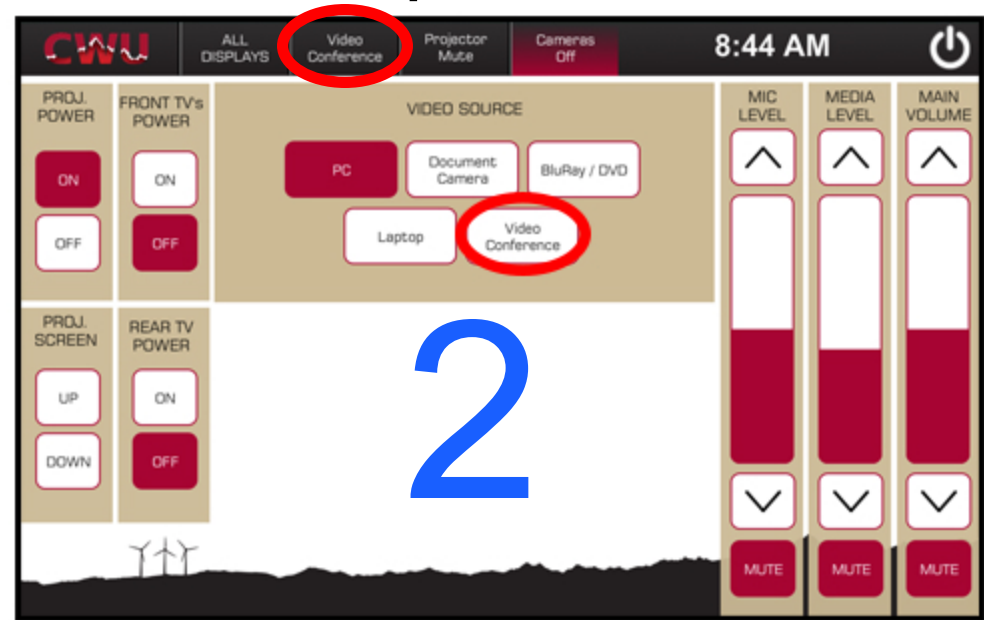 CWU
ALL
DISPLAYS
Video
Conference
Projector
Mute
Cameras
Off
8:44 AM
PROJ.
POWER
ON
OFF
FRONT TV's
POWER
ON
OFF
VIDEO SOURCE
PC
Document
Camera
BluRay / DVD
Laptop
Video
Conference
PROJ.
SCREEN
UP
DOWN
REAR TV
POWER
ON
OFF
2
MIC
LEVEL
MUTE
MEDIA
LEVEL
MUTE
MAIN
VOLUME
MUTE